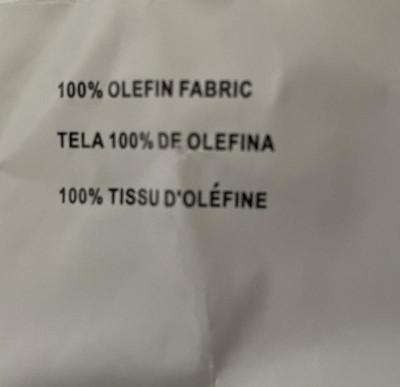 100% OLEFIN FABRIC
TELA 100% DE OLEFINA
100% TISSU D'OLÉFINE